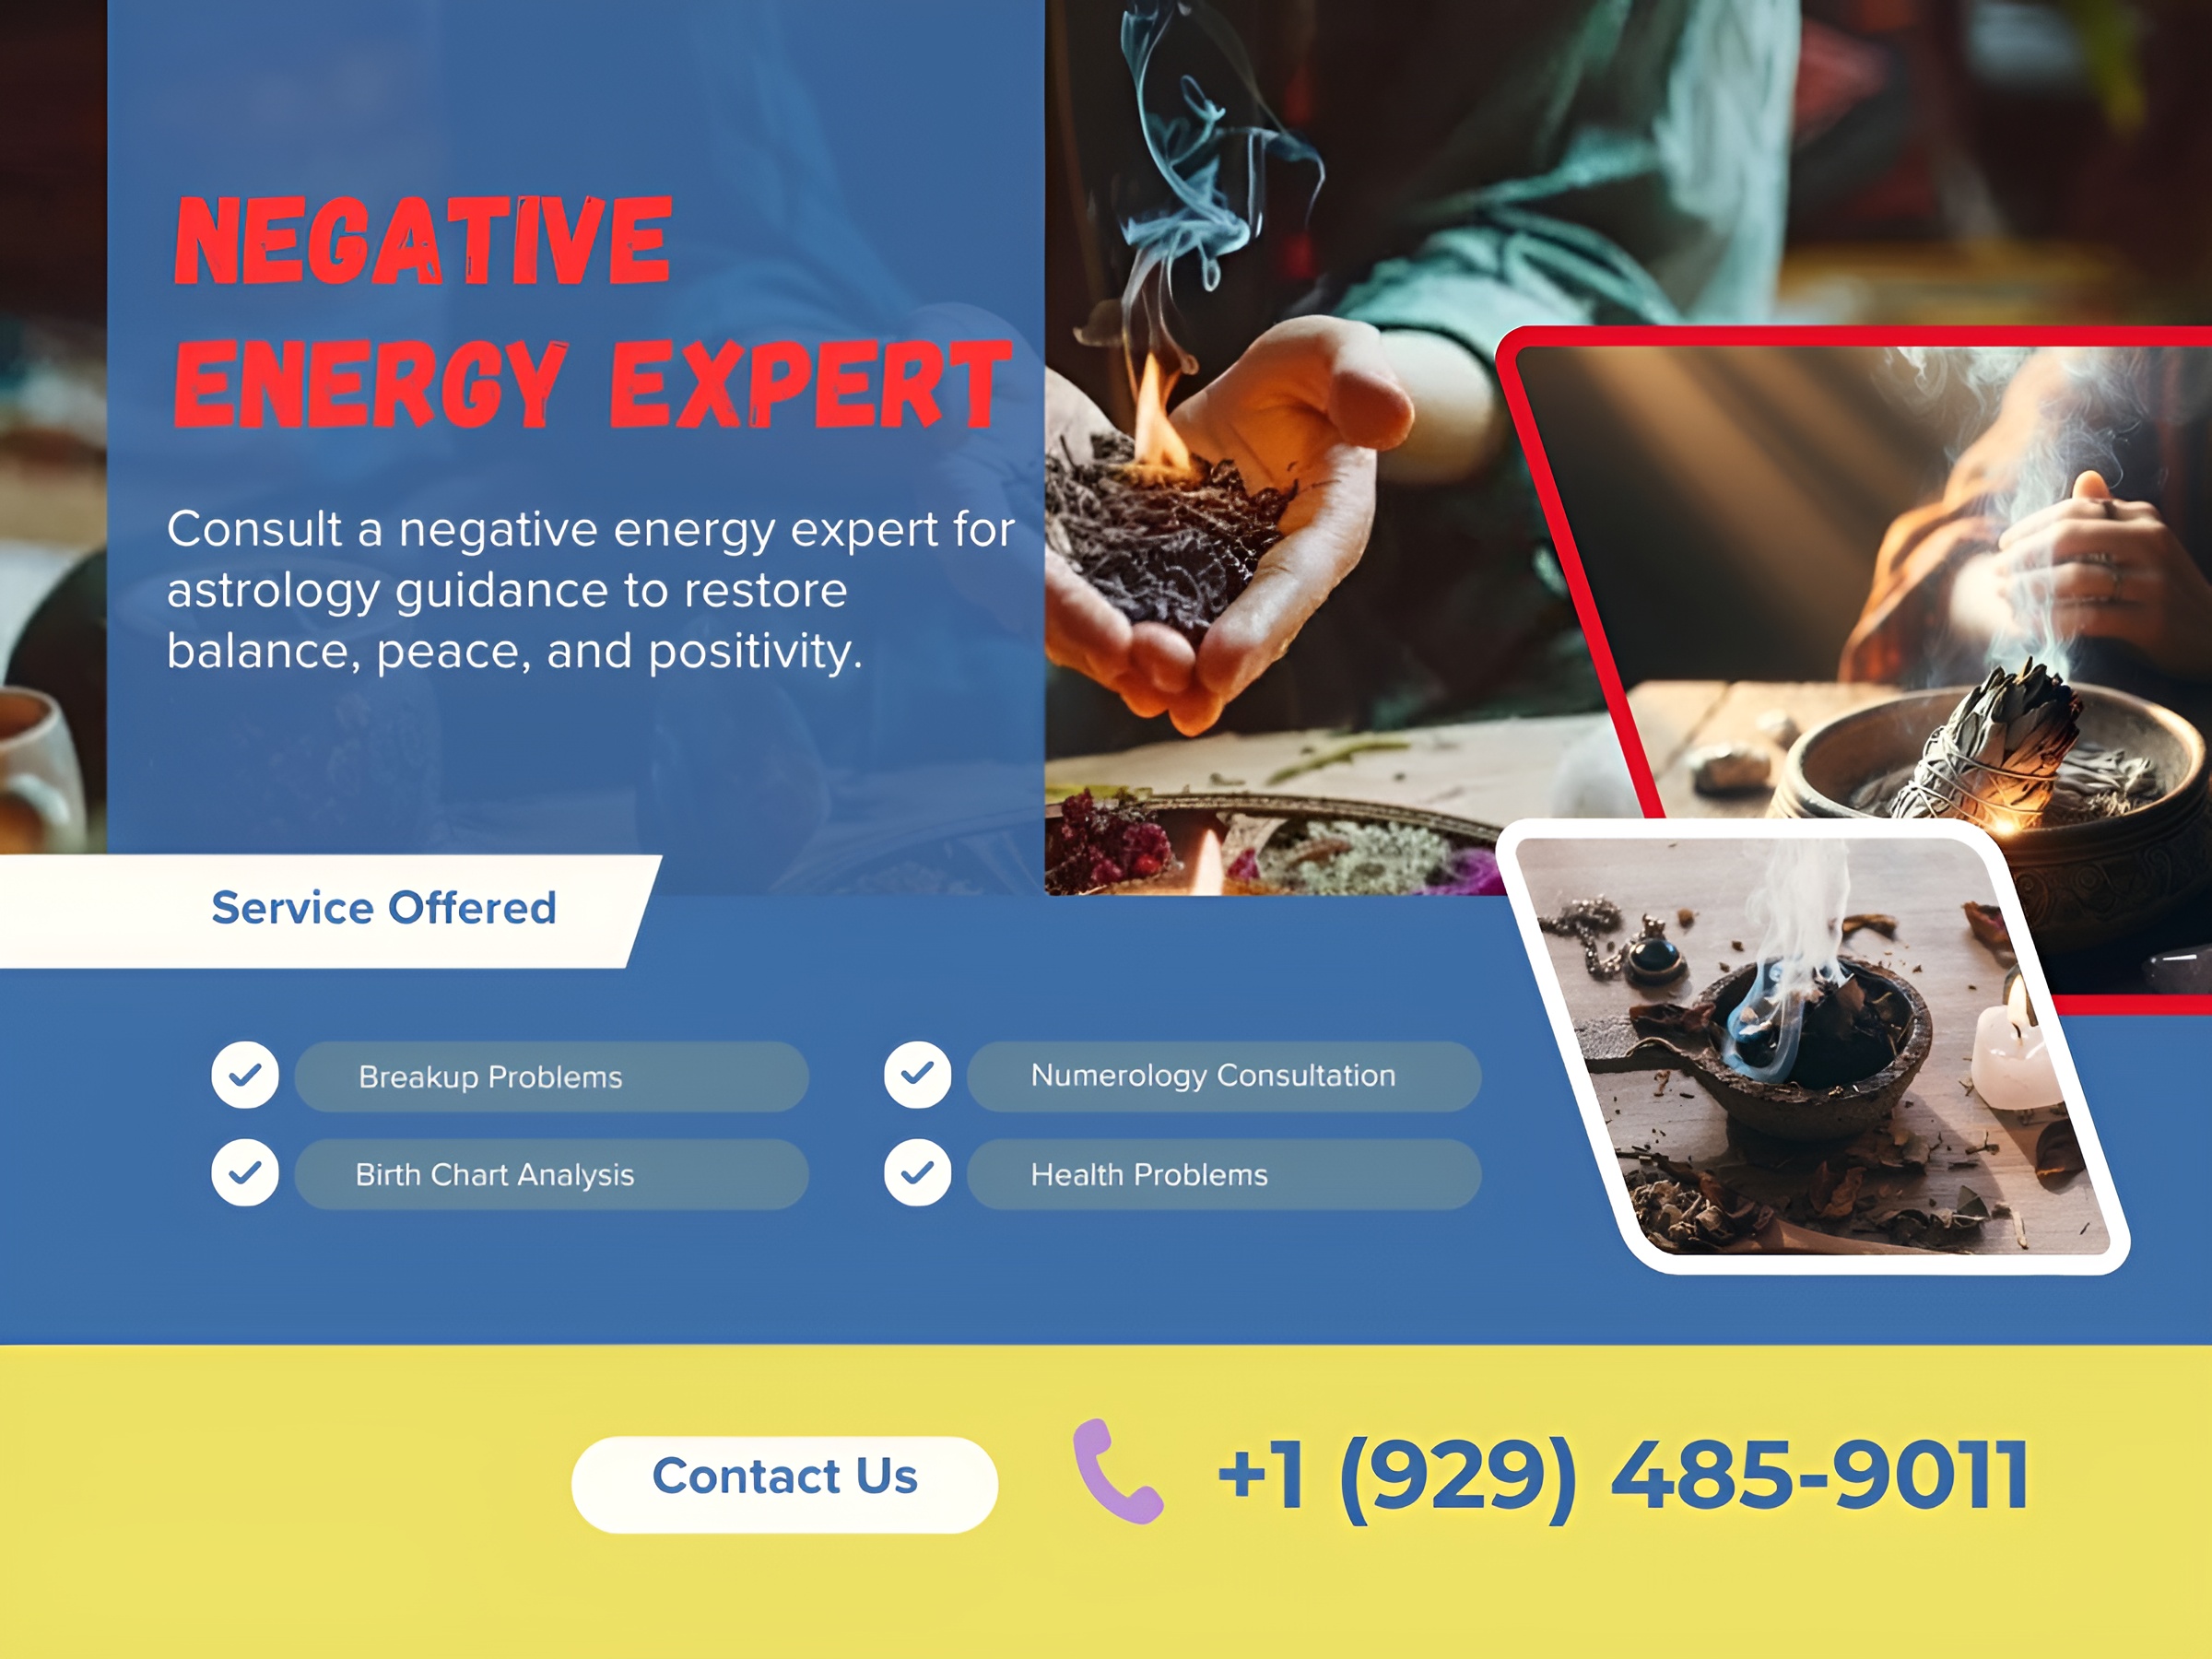 NEGATIVE
ENERGY EXPERT
Consult a negative energy expert for
astrology guidance to restore
balance, peace, and positivity.
Service Offered
Breakup Problems
Numerology Consultation
Birth Chart Analysis
Health Problems
Contact Us
+1 (929) 485-9011